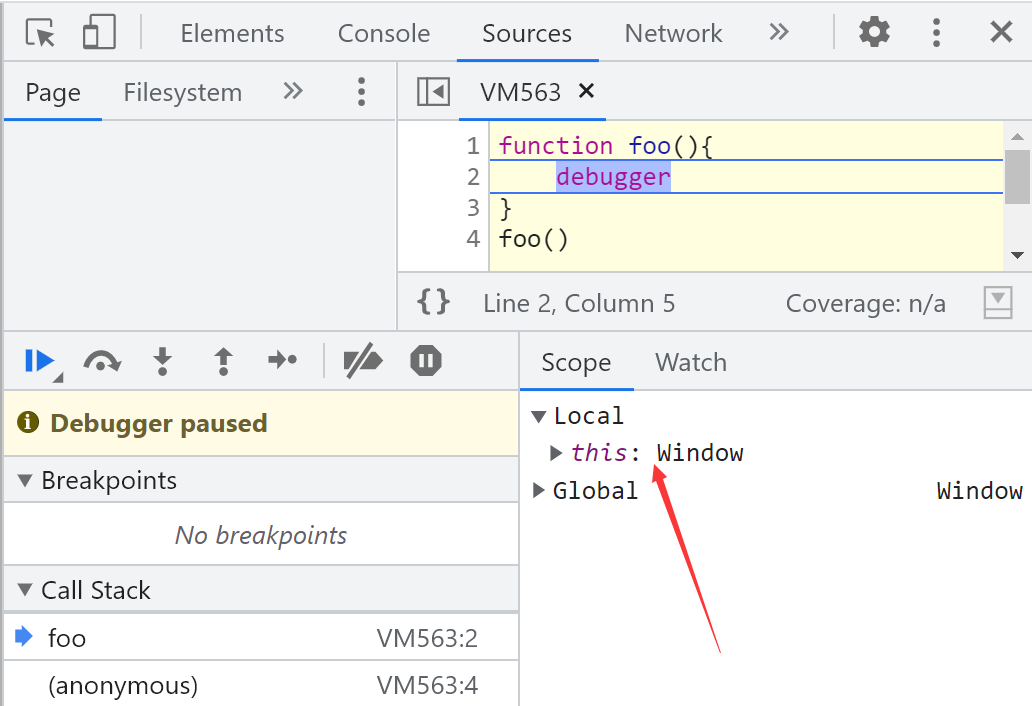 Elements Console Sources Network
Page Filesystem
VM563
1 function foo(){
2 debugger
3 }
4 foo()
{} Line 2, Column 5 Coverage: n/a
Debugger paused
Breakpoints
No breakpoints
Call Stack
foo VM563:2
(anonymous) VM563:4
Scope Watch
Local
this: Window
Global Window